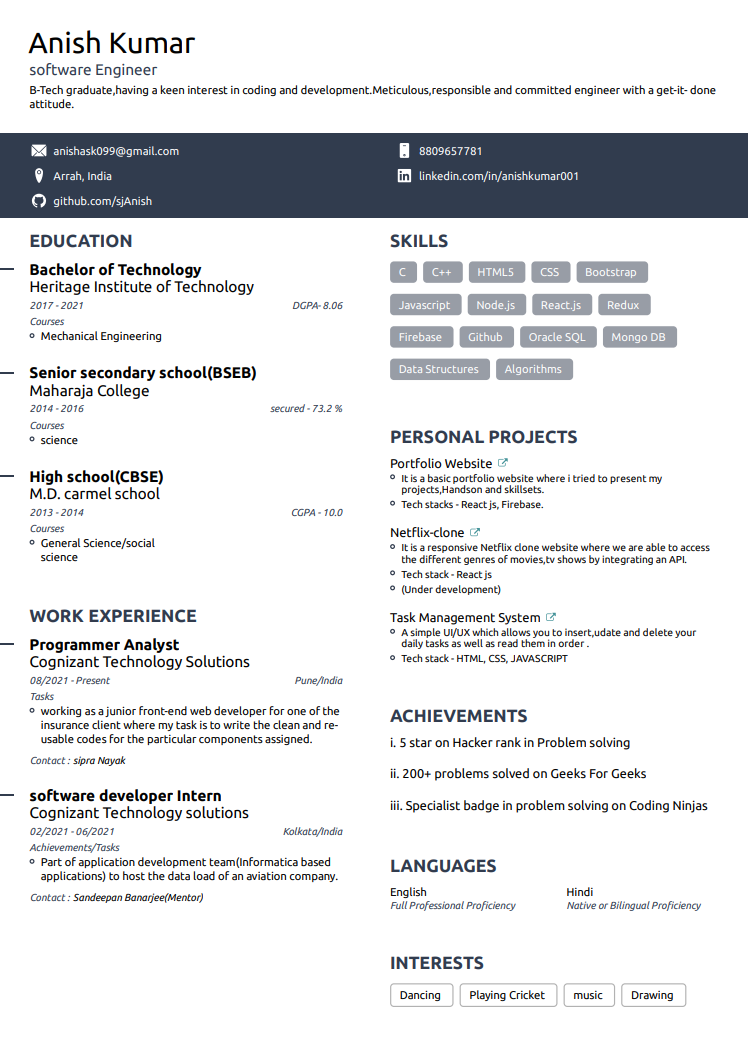 Anish Kumar
software Engineer
B-Tech graduate,having a keen interest in coding and development.Meticulous,responsible and committed engineer with a get-it- done
attitude.
anishask099@gmail.com
8809657781
Arrah, India
linkedin.com/in/anishkumar001
github.com/sjAnish
EDUCATION
Bachelor of Technology
Heritage Institute of Technology
2017 - 2021 DGPA- 8.06
Courses
Mechanical Engineering
Senior secondary school(BSEB)
Maharaja College
2014 - 2016 secured - 73.2 %
Courses
science
High school(CBSE)
M.D. carmel school
2013 - 2014 CGPA - 10.0
Courses
General Science/social
science
WORK EXPERIENCE
Programmer Analyst
Cognizant Technology Solutions
08/2021 - Present Pune/India
Tasks
working as a junior front-end web developer for one of the
insurance client where my task is to write the clean and re-
usable codes for the particular components assigned.
Contact : sipra Nayak
software developer Intern
Cognizant Technology solutions
02/2021 - 06/2021 Kolkata/India
Achievements/Tasks
Part of application development team(Informatica based
applications) to host the data load of an aviation company.
Contact : Sandeepan Banarjee(Mentor)
SKILLS
C C++ HTML5 CSS Bootstrap
Javascript Node.js React.js Redux
Firebase Github Oracle SQL Mongo DB
Data Structures Algorithms
PERSONAL PROJECTS
Portfolio Website
It is a basic portfolio website where i tried to present my
projects,Handson and skillsets.
Tech stacks - React js, Firebase.
Netflix-clone
It is a responsive Netflix clone website where we are able to access
the different genres of movies,tv shows by integrating an API.
Tech stack - React js
(Under development)
Task Management System
A simple UI/UX which allows you to insert,udate and delete your
daily tasks as well as read them in order .
Tech stack - HTML, CSS, JAVASCRIPT
ACHIEVEMENTS
i. 5 star on Hacker rank in Problem solving
ii. 200+ problems solved on Geeks For Geeks
iii. Specialist badge in problem solving on Coding Ninjas
LANGUAGES
English Hindi
Full Professional Proficiency Native or Bilingual Proficiency
INTERESTS
Dancing Playing Cricket music Drawing